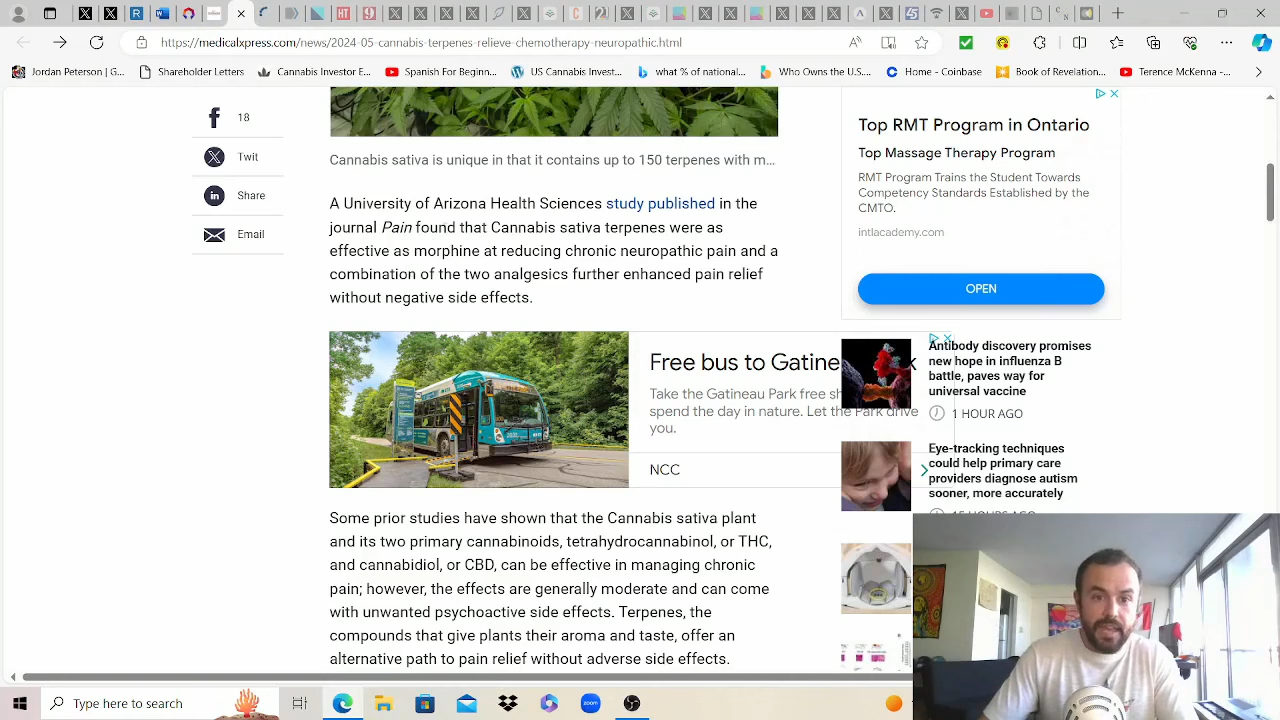 https://medicalxpress.com/news/2024-05-cannabis-terpenes-relieve-chemotherapy-neuropathic.html
Jordan Peterson | G...
Shareholder Letters
Cannabis Investor E...
Spanish For Beginn...
US Cannabis Invest...
what % of national...
Who Owns the U.S...
Home - Coinbase
Book of Revelation...
Terence McKenna -...
18
Twit
Share
Email
Cannabis sativa is unique in that it contains up to 150 terpenes with m...
A University of Arizona Health Sciences study published in the
journal Pain found that Cannabis sativa terpenes were as
effective as morphine at reducing chronic neuropathic pain and a
combination of the two analgesics further enhanced pain relief
without negative side effects.
Free bus to Gatine k
Take the Gatineau Park free sh
spend the day in nature. Let the Park drive
you.
NCC
Some prior studies have shown that the Cannabis sativa plant
and its two primary cannabinoids, tetrahydrocannabinol, or THC,
and cannabidiol, or CBD, can be effective in managing chronic
pain; however, the effects are generally moderate and can come
with unwanted psychoactive side effects. Terpenes, the
compounds that give plants their aroma and taste, offer an
alternative path to pain relief without adverse side effects.
Top RMT Program in Ontario
Top Massage Therapy Program
RMT Program Trains the Student Towards
Competency Standards Established by the
CMTO.
intlacademy.com
OPEN
Antibody discovery promises
new hope in influenza B
battle, paves way for
universal vaccine
1 HOUR AGO
Eye-tracking techniques
could help primary care
providers diagnose autism
sooner, more accurately
15 HOURS AGO
Type here to search
zoom